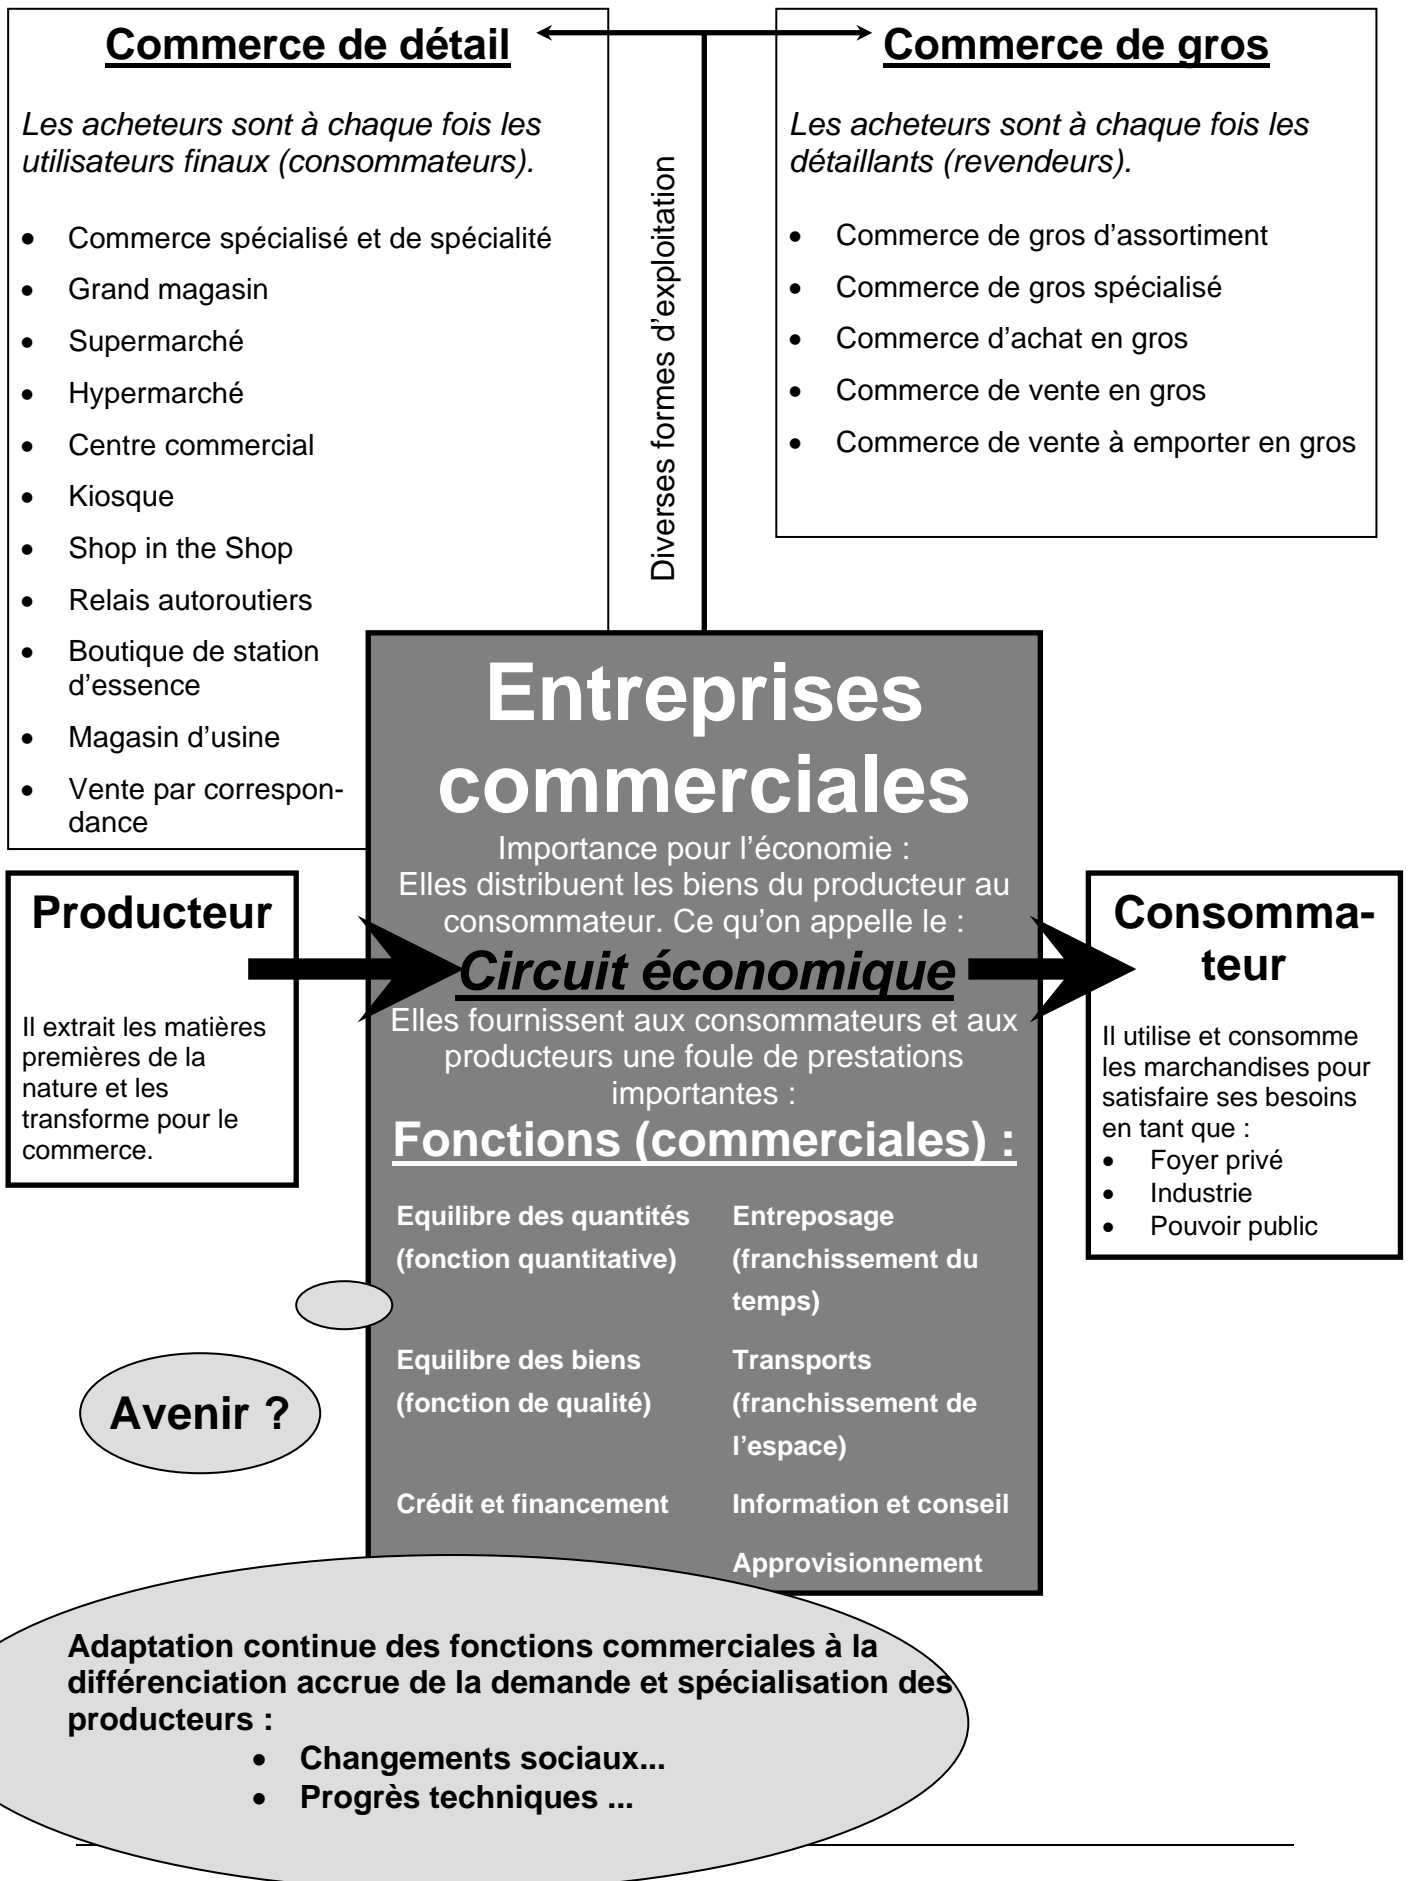 Commerce de détail
Les acheteurs sont à chaque fois les
utilisateurs finaux (consommateurs).
• Commerce spécialisé et de spécialité
• Grand magasin
• Supermarché
• Hypermarché
• Centre commercial
• Kiosque
• Shop in the Shop
• Relais autoroutiers
• Boutique de station
d'essence
• Magasin d'usine
• Vente par correspon-
dance
Diverses formes d'exploitation
Commerce de gros
Les acheteurs sont à chaque fois les
détaillants (revendeurs).
• Commerce de gros d'assortiment
• Commerce de gros spécialisé
• Commerce d'achat en gros
• Commerce de vente en gros
• Commerce de vente à emporter en gros
Producteur
Il extrait les matières
premières de la
nature et les
transforme pour le
commerce.
Entreprises
commerciales
Importance pour l'économie :
Elles distribuent les biens du producteur au
consommateur. Ce qu'on appelle le :
Circuit économique
Elles fournissent aux consommateurs et aux
producteurs une foule de prestations
importantes :
Fonctions (commerciales) :
Equilibre des quantités
(fonction quantitative)
Entreposage
(franchissement du
temps)
Equilibre des biens
(fonction de qualité)
Transports
(franchissement de
l'espace)
Crédit et financement
Information et conseil
Approvisionnement
Consomma-
teur
Il utilise et consomme
les marchandises pour
satisfaire ses besoins
en tant que :
• Foyer privé
• Industrie
• Pouvoir public
Avenir ?
Adaptation continue des fonctions commerciales à la
différenciation accrue de la demande et spécialisation des
producteurs :
• Changements sociaux...
• Progrès techniques ...